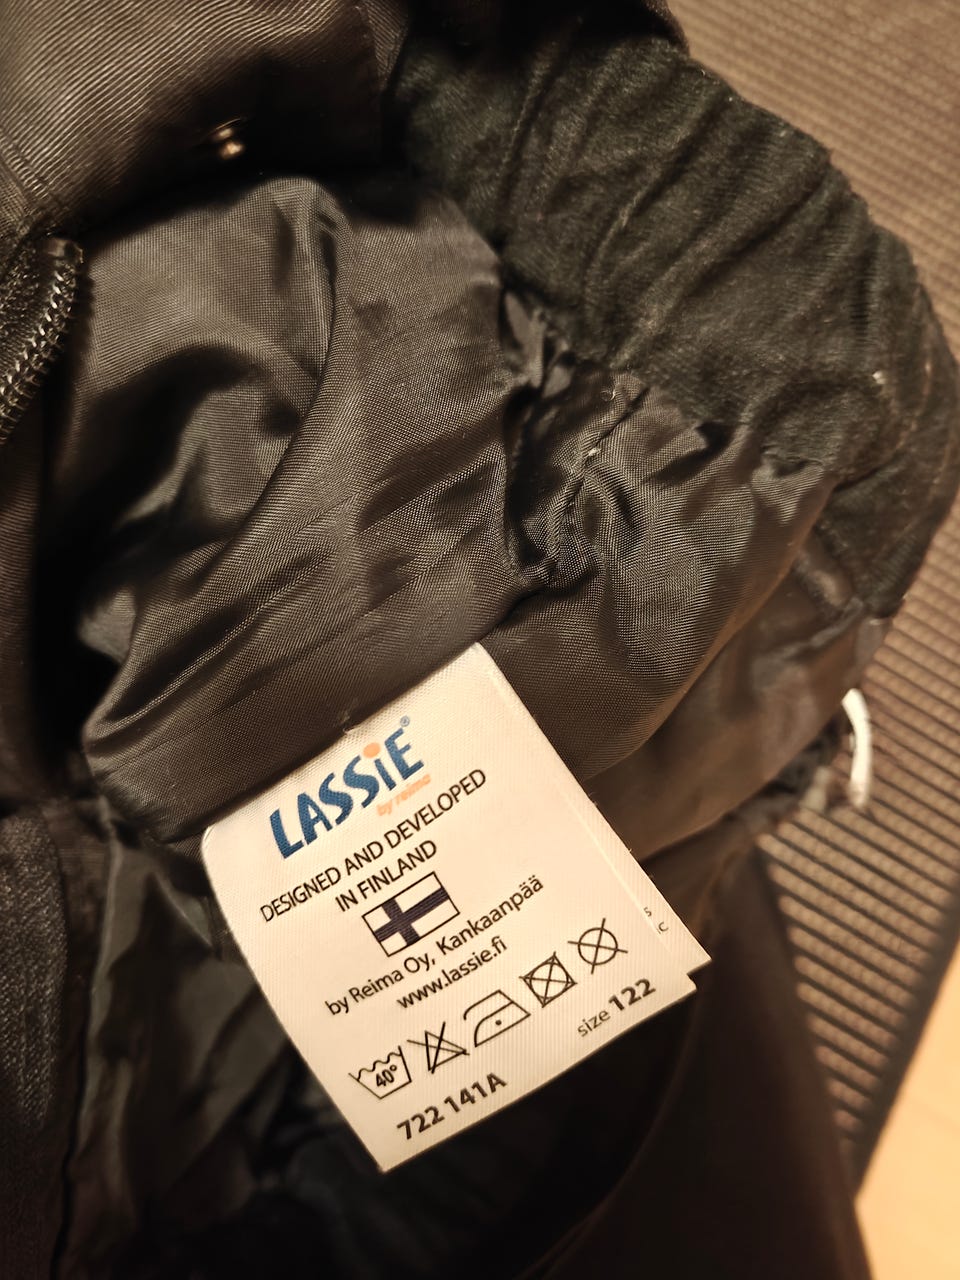 LASSiE®
by reima
DESIGNED AND DEVELOPED
IN FINLAND
by Reima Oy, Kankaanpää
www.lassie.fi
40°
size 122
722 141A
S
C